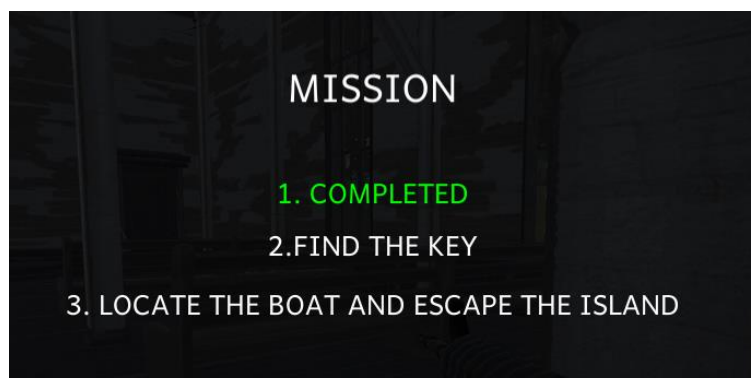 MISSION
1. COMPLETED
2.FIND THE KEY
3. LOCATE THE BOAT AND ESCAPE THE ISLAND